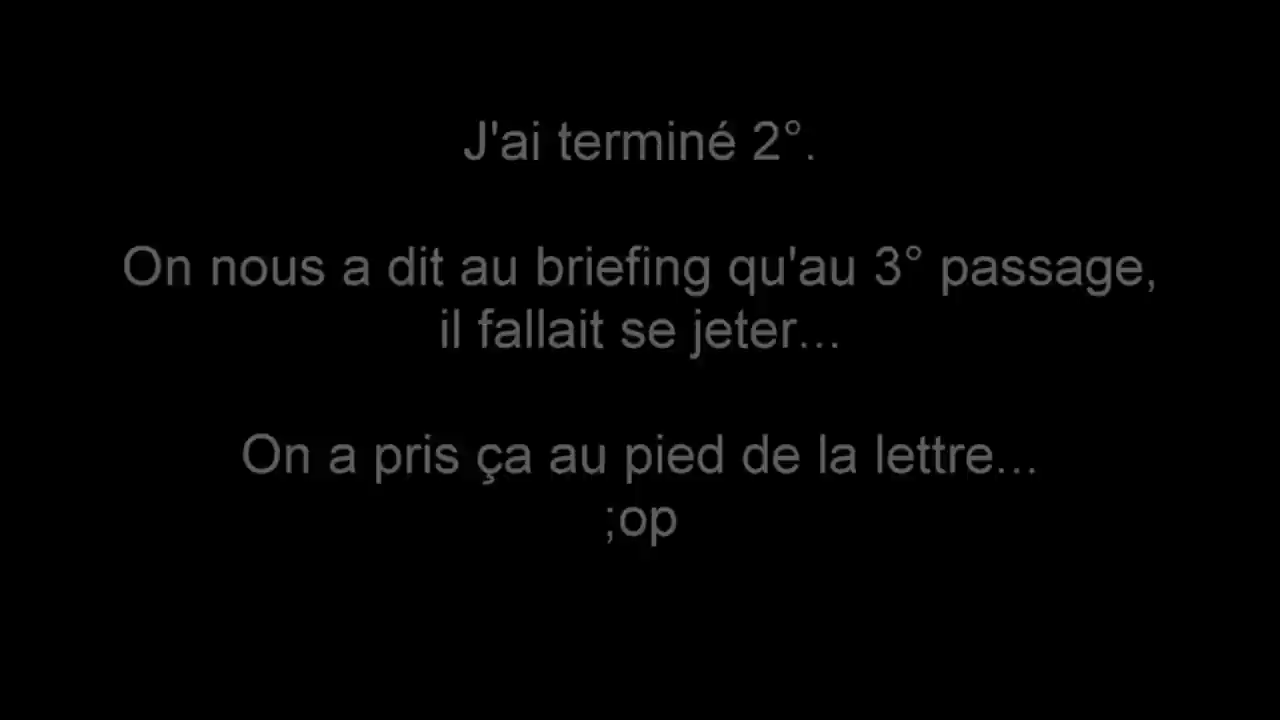 J'ai terminé 2°.
On nous a dit au briefing qu'au 3° passage,
il fallait se jeter...
On a pris ça au pied de la lettre...
;op